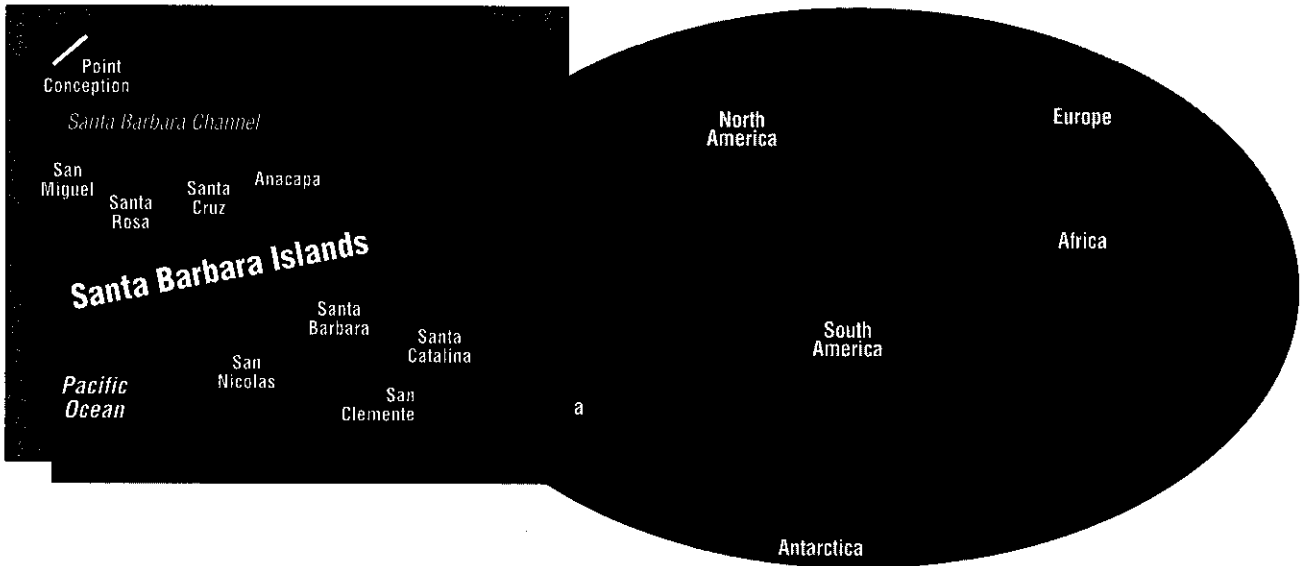 Point
Conception
Santa Barbara Channel
San
Miguel
Santa
Rosa
Santa
Cruz
Anacapa
Santa Barbara Islands
Santa
Barbara
Santa
Catalina
San
Nicolas
San
Clemente
Pacific
Ocean
a
North
America
Europe
Africa
South
America
Antarctica